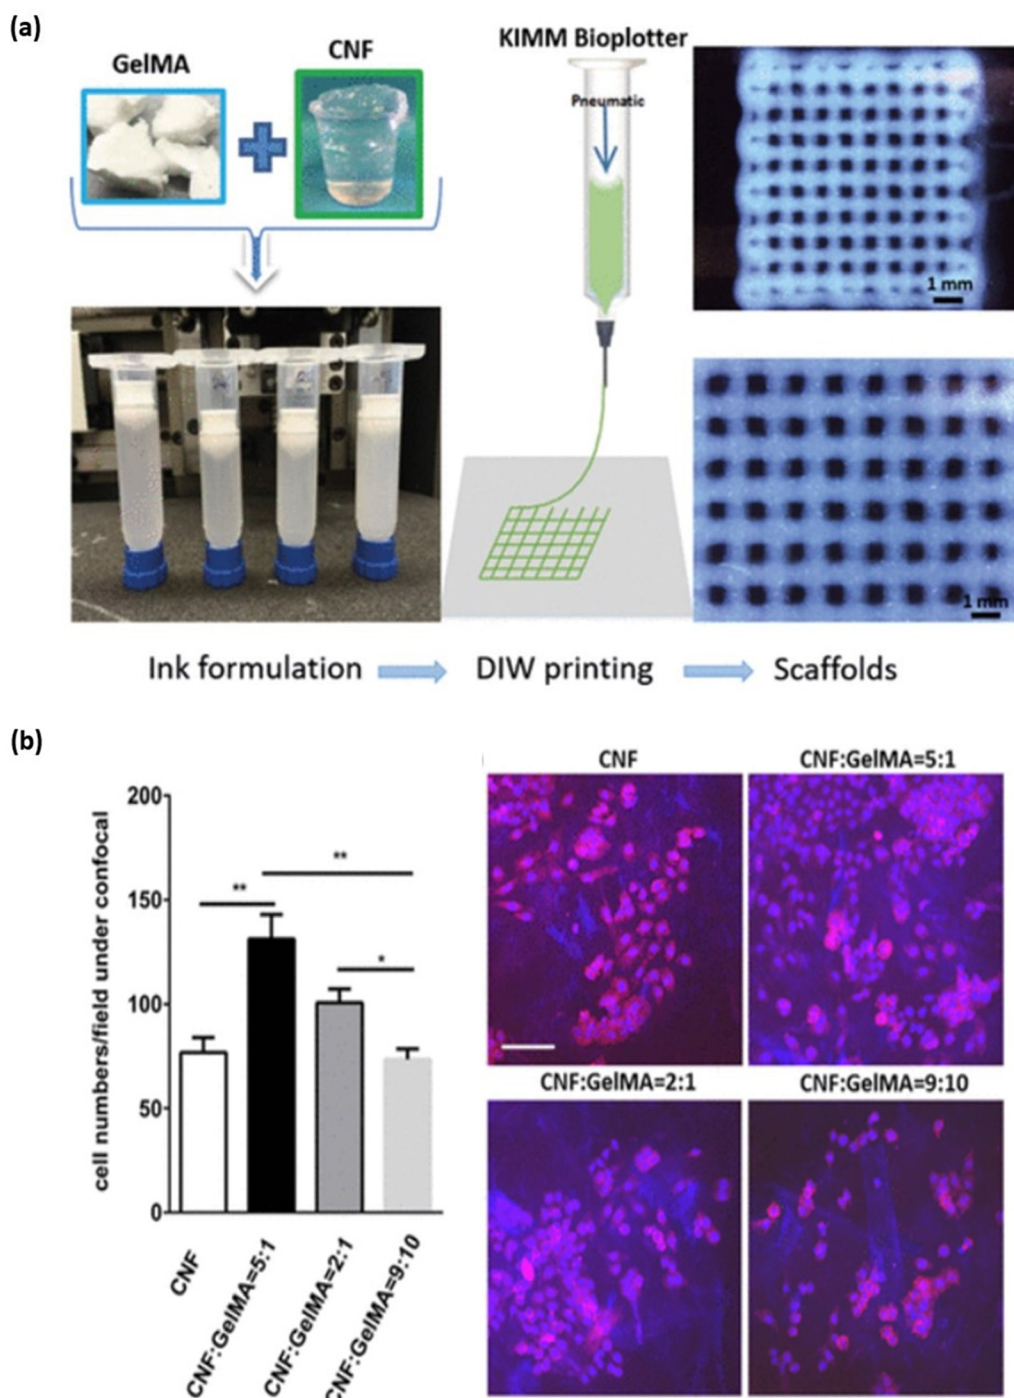 (a)
GelMA
CNF
KIMM Bioplotter
Pneumatic
1 mm
1 mm
Ink formulation
DIW printing
Scaffolds
(b)
cell numbers/field under confocal
200
150
100
50
0
**
**
*
CNF
CNF:GelMA=5:1
CNF:GelMA=2:1
CNF:GelMA=9:10
CNF
CNF:GelMA=5:1
CNF:GelMA=2:1
CNF:GelMA=9:10